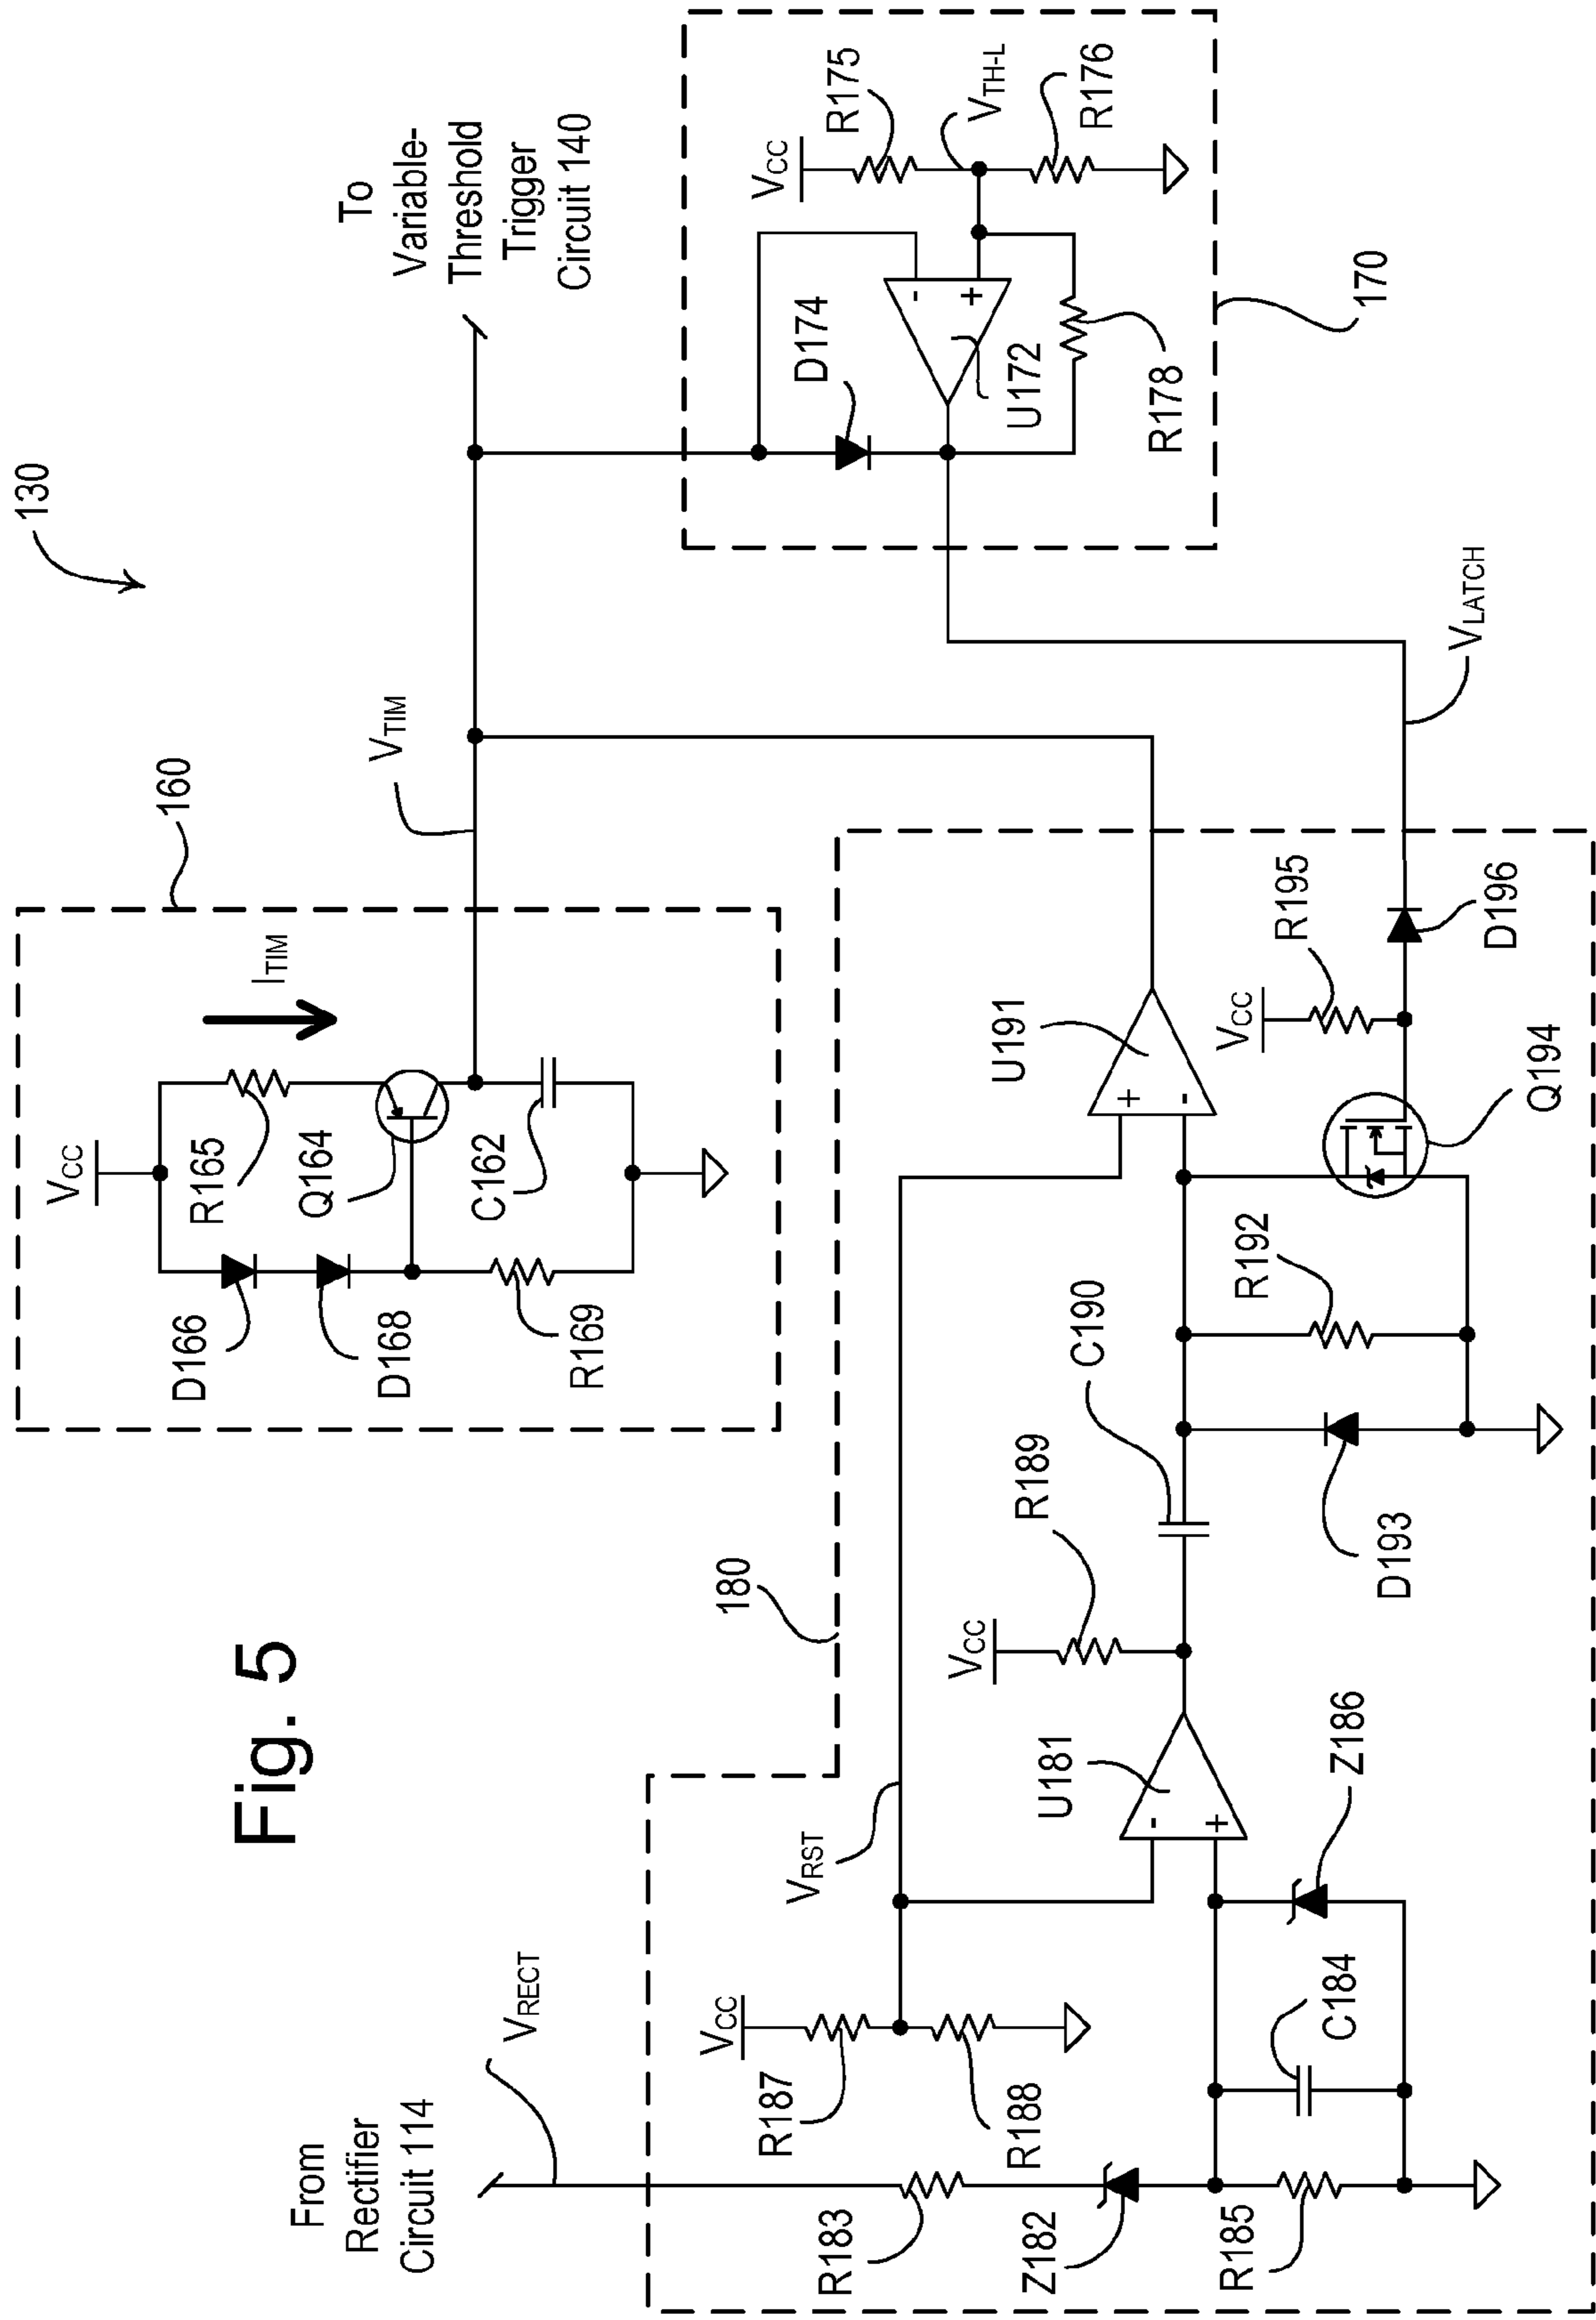 Fig. 5
130
160
VCC
ITIM
R165
Q164
C162
D166
D168
R169
VTIM
To
Variable-
Threshold
Trigger
Circuit 140
VCC
R175
VTH-L
R176
D174
-
+
U172
R178
170
VLATCH
From
Rectifier
Circuit 114
VRECT
180
VCC
R187
R188
VRST
R183
Z182
R185
C184
Z186
U181
-
+
VCC
R189
C190
D193
R192
U191
+
-
VCC
R195
D196
Q194